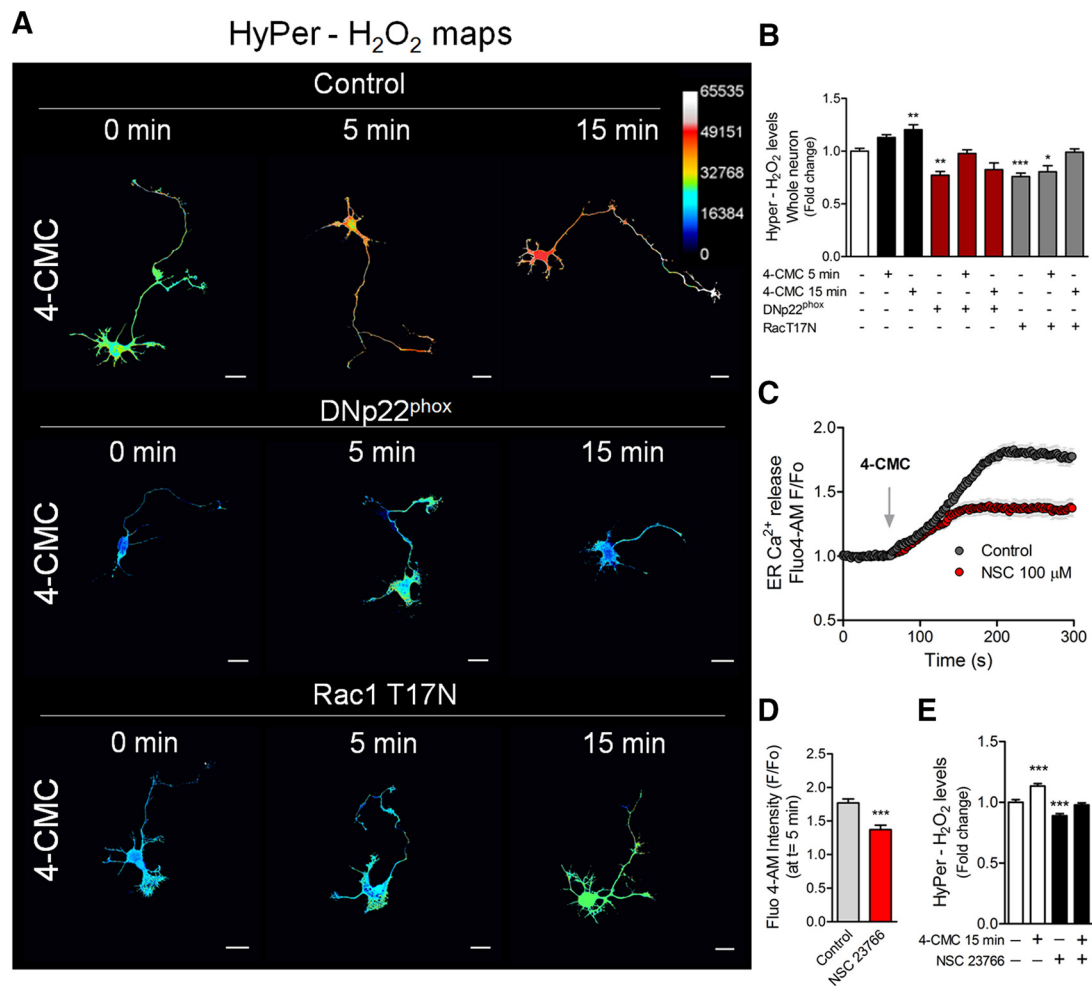 A
HyPer - H₂O₂ maps
Control
0 min 5 min 15 min
65535
49151
32768
16384
0
4-CMC
DNp22ᵖʰᵒˣ
0 min 5 min 15 min
4-CMC
Rac1 T17N
0 min 5 min 15 min
4-CMC
B
Hyper - H₂O₂ levels
Whole neuron
(Fold change)
1.5
1.0
0.5
0.0
** ** *** *
4-CMC 5 min - + - - + - - + -
4-CMC 15 min - - + - - + - - +
DNp22ᵖʰᵒˣ - - - + + + - - -
RacT17N - - - - - - + + +
C
ER Ca²⁺ release
Fluo4-AM F/Fo
2.0
1.5
1.0
0.5
4-CMC
Control
NSC 100 µM
0 100 200 300
Time (s)
D
Fluo 4-AM Intensity (F/Fo)
(at t= 5 min)
2.5
2.0
1.5
1.0
0.5
0.0
***
Control
NSC 23766
E
HyPer - H₂O₂ levels
(Fold change)
1.5
1.0
0.5
0.0
*** ***
4-CMC 15 min – + – +
NSC 23766 – – + +